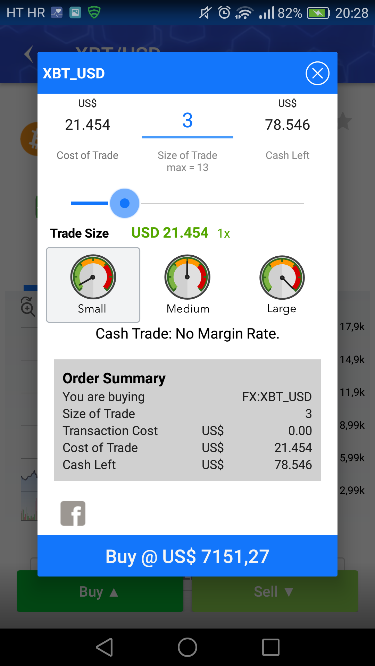 HT HR 82% 20:28
XBT/USD
XBT_USD
US$ US$
21.454 3 78.546
Cost of Trade Size of Trade Cash Left
max = 13
Trade Size USD 21.454 1x
Small Medium Large
Cash Trade: No Margin Rate.
17,9k
14,9k
11,9k
8,99k
5,99k
2,99k
Order Summary
You are buying FX:XBT_USD
Size of Trade 3
Transaction Cost US$ 0.00
Cost of Trade US$ 21.454
Cash Left US$ 78.546
f
Buy @ US$ 7151,27
Buy ▲ Sell ▼